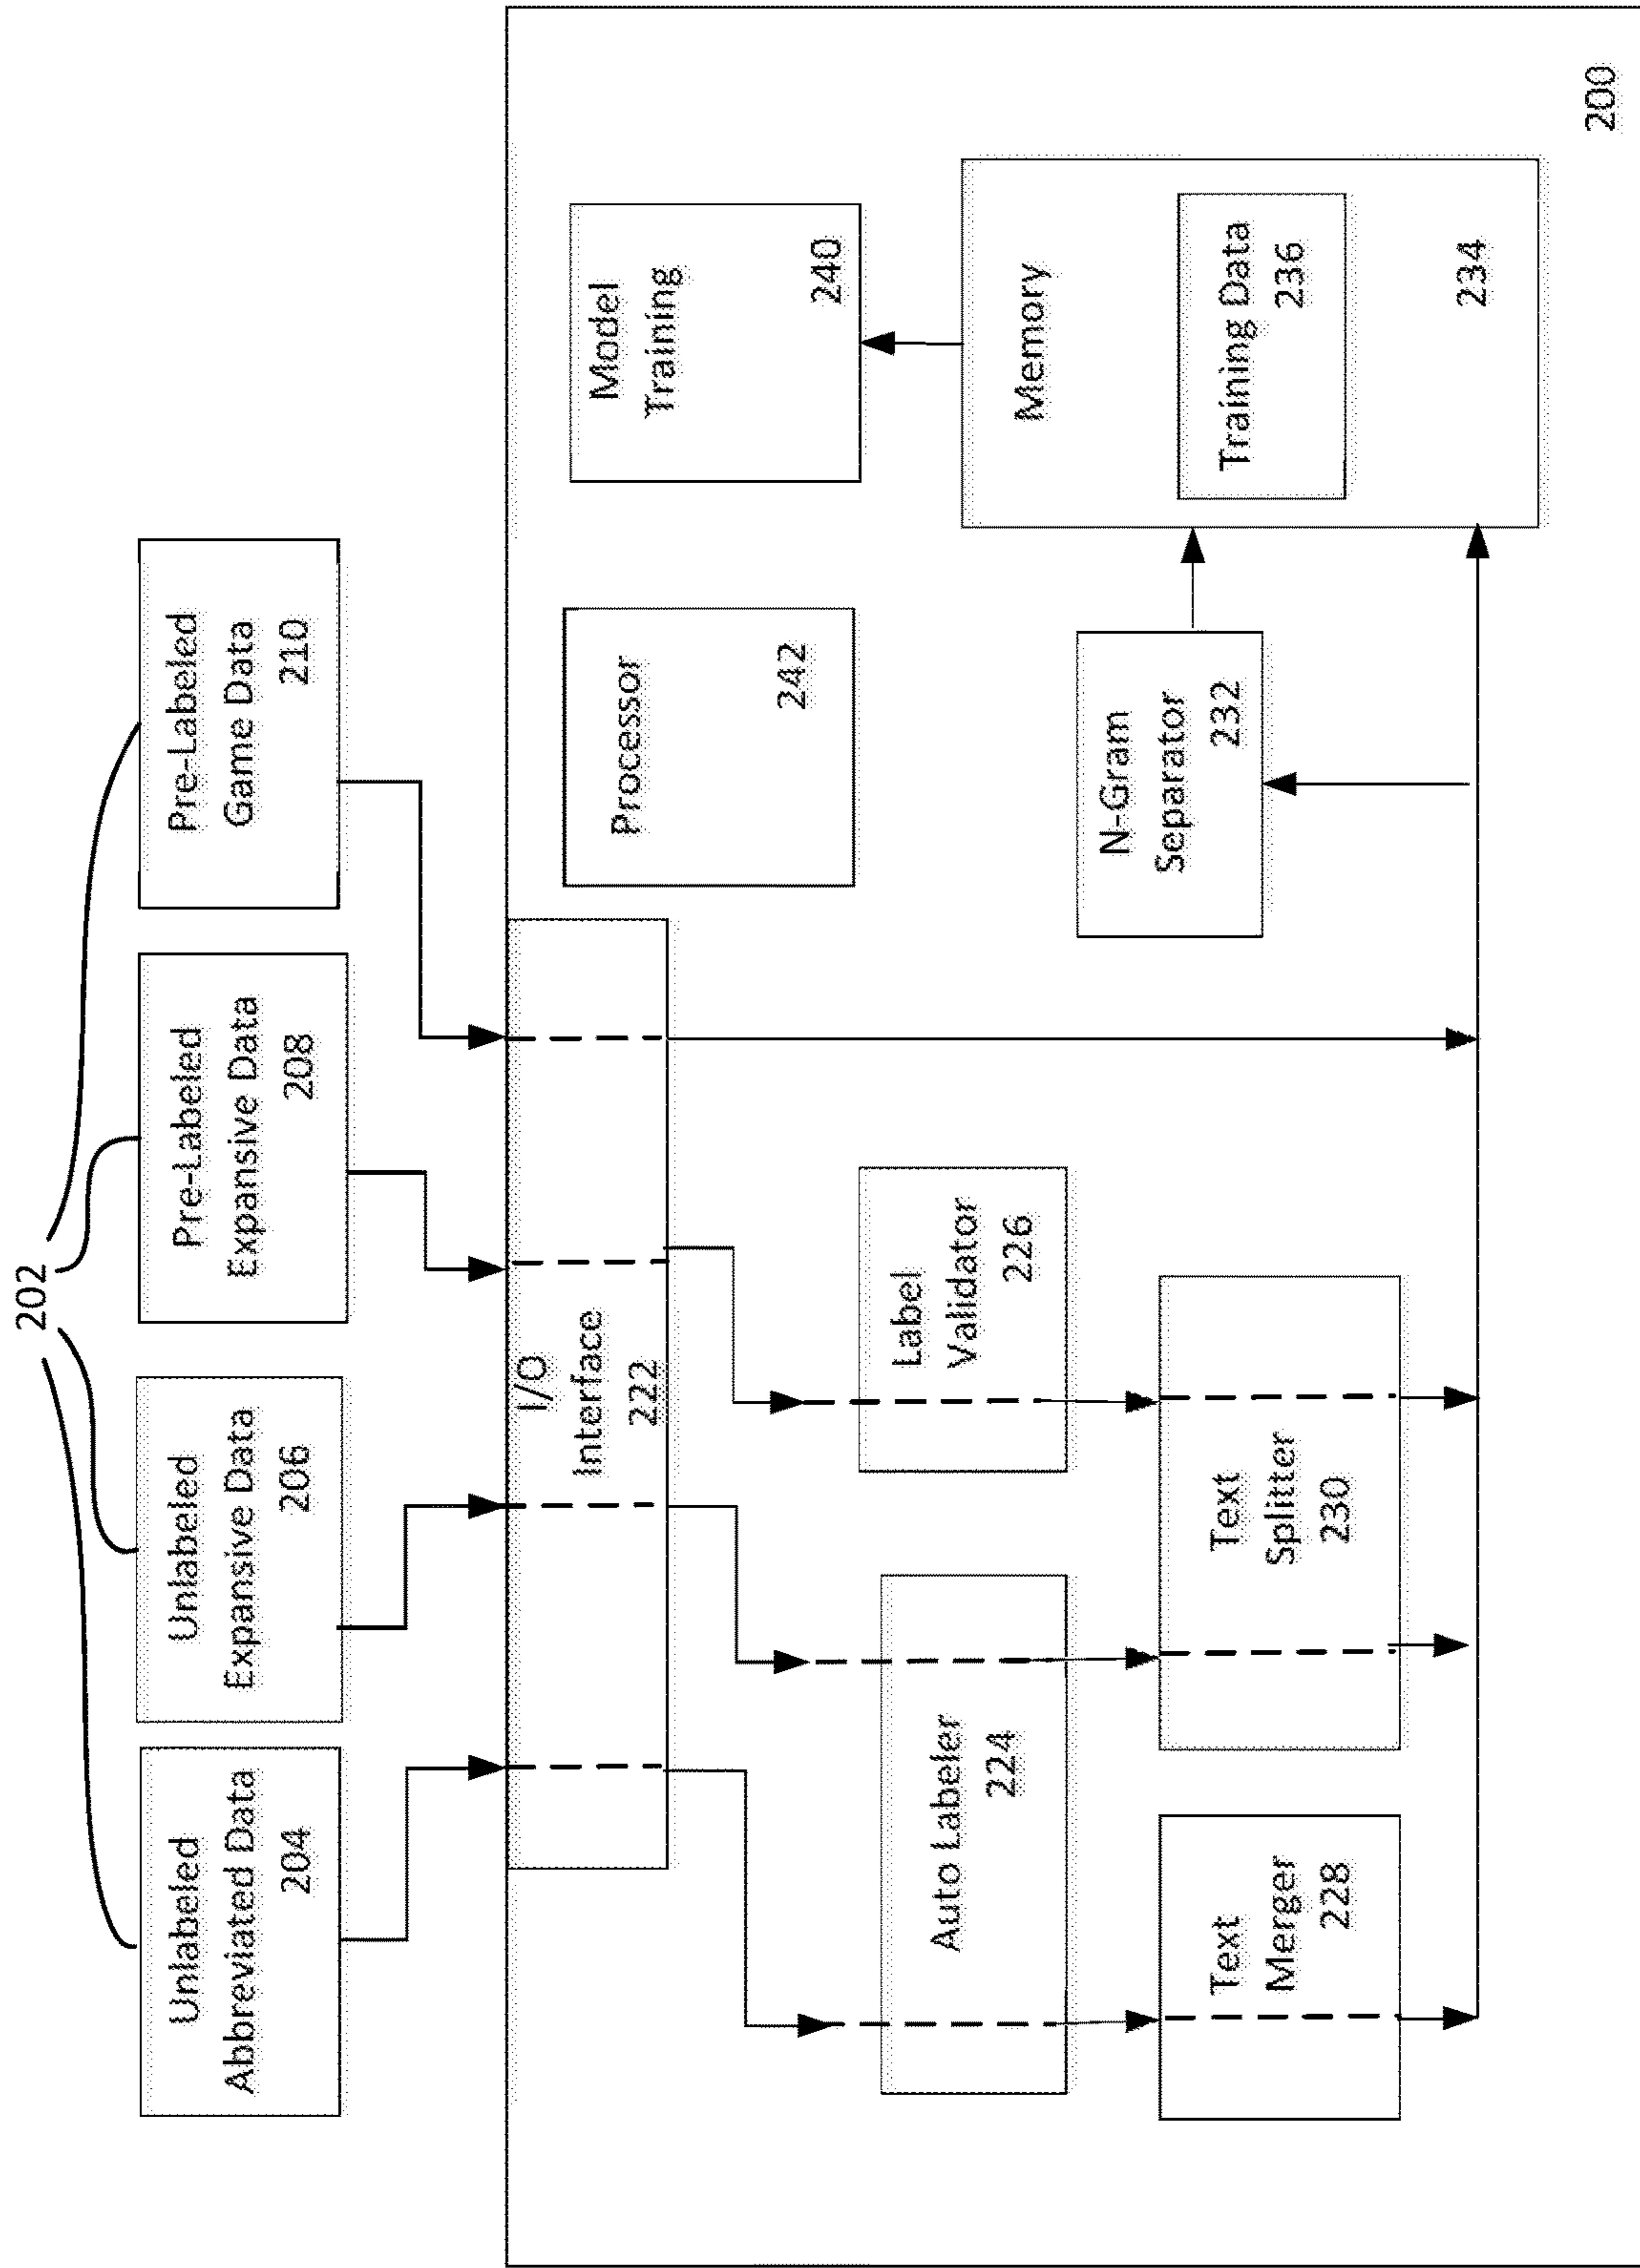 202
Unlabeled
Abbreviated Data
204
Unlabeled
Expansive Data
206
Pre-Labeled
Expansive Data
208
Pre-Labeled
Game Data
210
I/O
Interface
222
Processor
242
Model
Training
240
Auto Labeler
224
Label
Validator
226
Text
Merger
228
Text
Splitter
230
N-Gram
Separator
232
Memory
Training Data
236
234
200